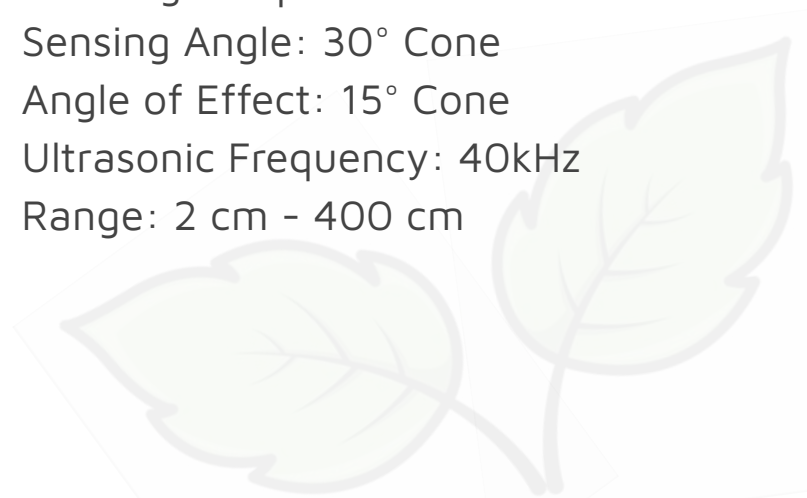 Sensing Angle: 30° Cone
Angle of Effect: 15° Cone
Ultrasonic Frequency: 40kHz
Range: 2 cm - 400 cm